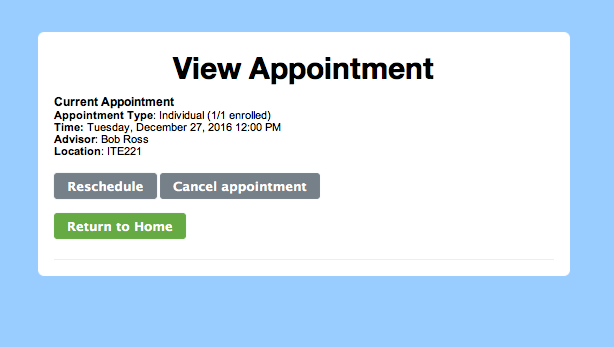 View Appointment
Current Appointment
Appointment Type: Individual (1/1 enrolled)
Time: Tuesday, December 27, 2016 12:00 PM
Advisor: Bob Ross
Location: ITE221
Reschedule Cancel appointment
Return to Home